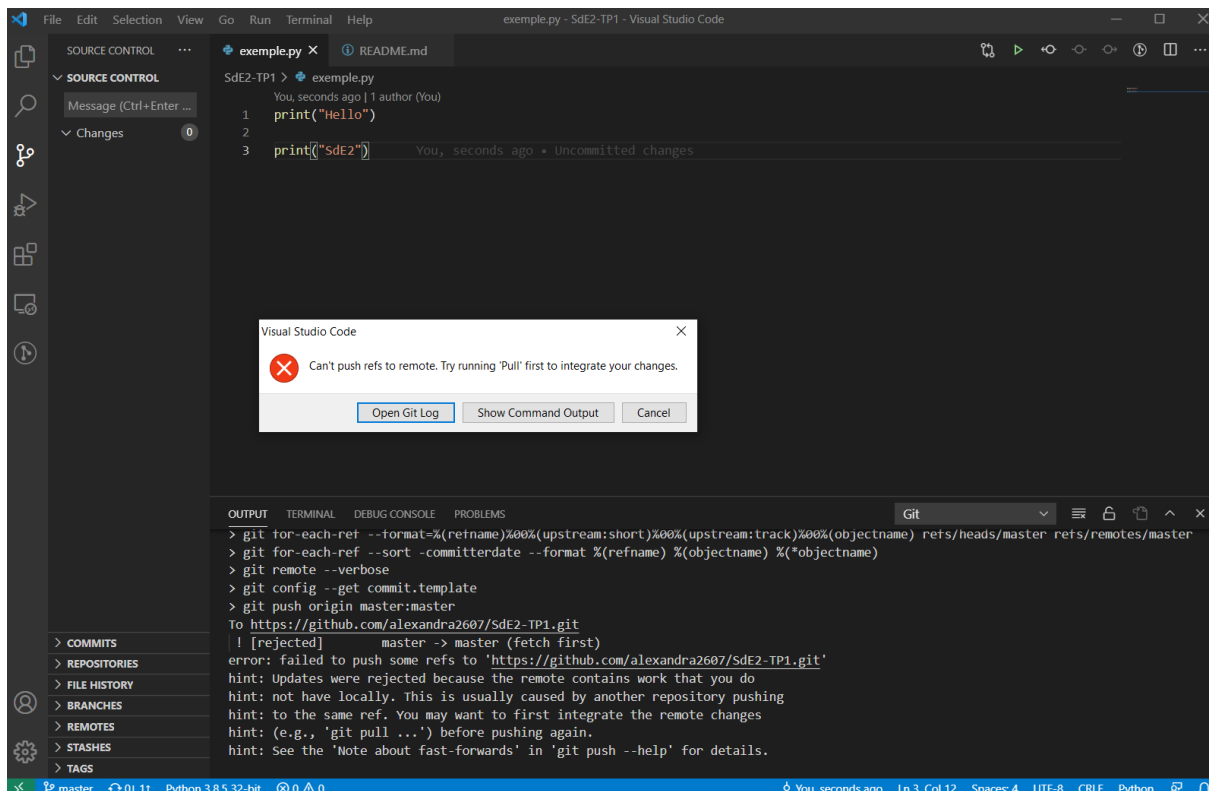 File Edit Selection View Go Run Terminal Help exemple.py - SdE2-TP1 - Visual Studio Code
SOURCE CONTROL ···
exemple.py README.md
SOURCE CONTROL
SdE2-TP1 > exemple.py
Message (Ctrl+Enter ...
You, seconds ago | 1 author (You)
1 print("Hello")
Changes 0
2
3 print("SdE2") You, seconds ago • Uncommitted changes
Visual Studio Code
Can't push refs to remote. Try running 'Pull' first to integrate your changes.
Open Git Log Show Command Output Cancel
OUTPUT TERMINAL DEBUG CONSOLE PROBLEMS Git
> git for-each-ref --format=%(refname)%00%(upstream:short)%00%(upstream:track)%00%(objectname) refs/heads/master refs/remotes/master
> git for-each-ref --sort -committerdate --format %(refname) %(objectname) %(*objectname)
> git remote --verbose
> git config --get commit.template
> git push origin master:master
To https://github.com/alexandra2607/SdE2-TP1.git
! [rejected] master -> master (fetch first)
error: failed to push some refs to 'https://github.com/alexandra2607/SdE2-TP1.git'
hint: Updates were rejected because the remote contains work that you do
hint: not have locally. This is usually caused by another repository pushing
hint: to the same ref. You may want to first integrate the remote changes
hint: (e.g., 'git pull ...') before pushing again.
hint: See the 'Note about fast-forwards' in 'git push --help' for details.
COMMITS
REPOSITORIES
FILE HISTORY
BRANCHES
REMOTES
STASHES
TAGS
master 0↓ 1↑ Python 3.8.5 32-bit 0 0 You, seconds ago Ln 3, Col 12 Spaces: 4 UTF-8 CRLF Python